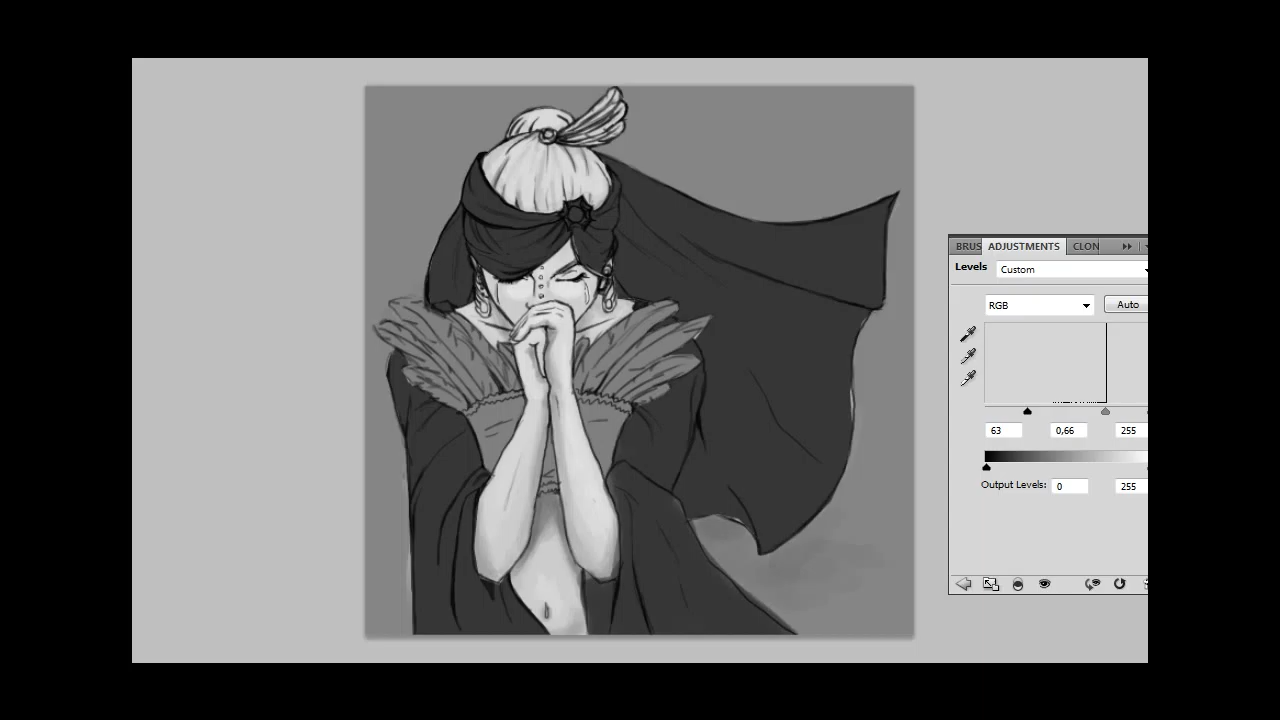 BRUS ADJUSTMENTS CLON
Levels Custom
RGB Auto
63 0,66 255
Output Levels: 0 255